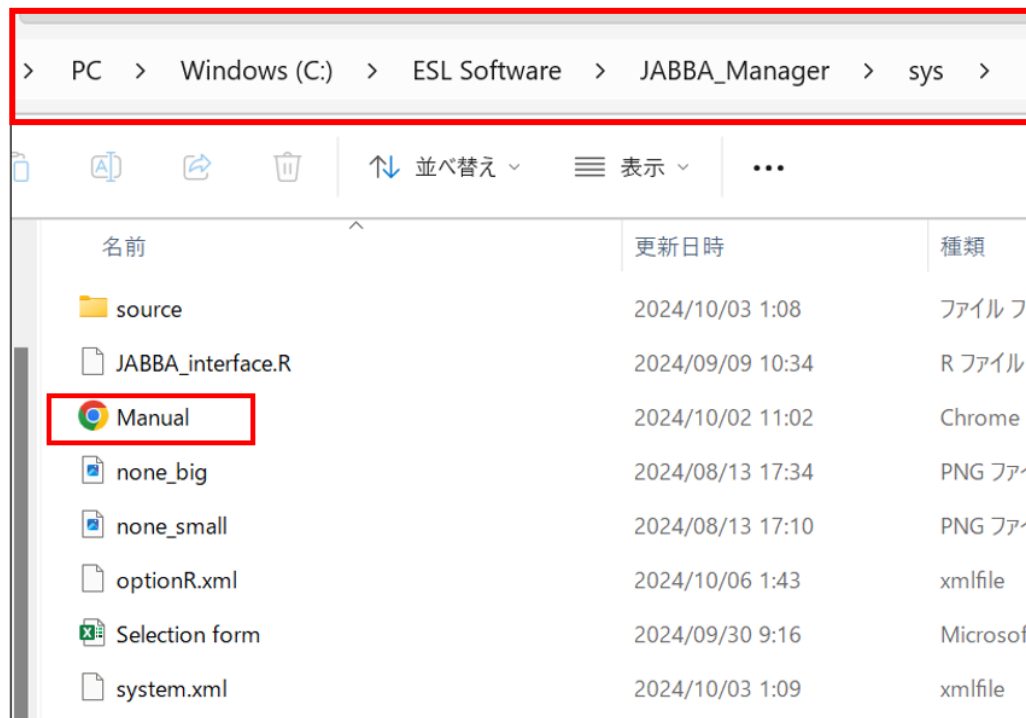 > PC > Windows (C:) > ESL Software > JABBA_Manager > sys >
並べ替え 表示 •••
名前 更新日時 種類
source 2024/10/03 1:08 ファイル フ
JABBA_interface.R 2024/09/09 10:34 R ファイル
Manual 2024/10/02 11:02 Chrome
none_big 2024/08/13 17:34 PNG ファ
none_small 2024/08/13 17:10 PNG ファ
optionR.xml 2024/10/06 1:43 xmlfile
Selection form 2024/09/30 9:16 Microsof
system.xml 2024/10/03 1:09 xmlfile